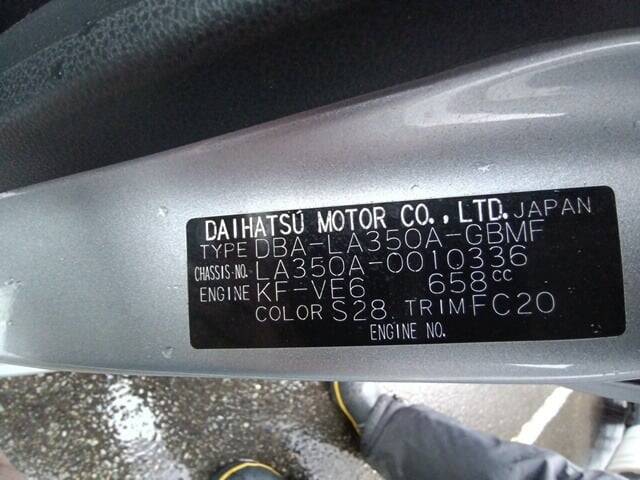 DAIHATSU MOTOR CO., LTD. JAPAN
TYPE DBA-LA350A-GBMF
CHASSIS-NO. LA350A-0010336
ENGINE KF-VE6 658cc
COLOR S28 TRIM FC20
ENGINE NO.